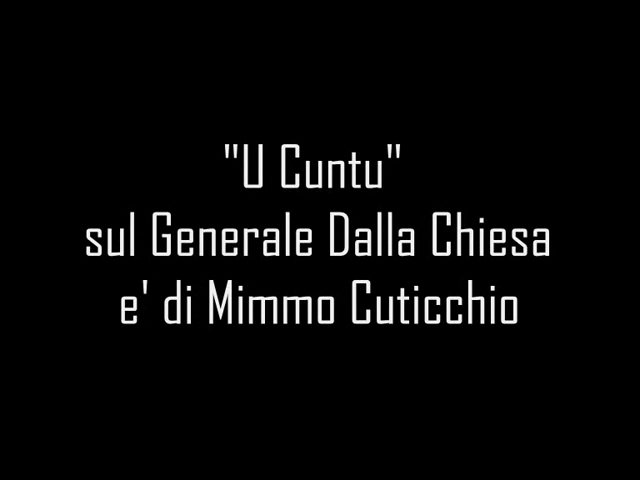 "U Cuntu"
sul Generale Dalla Chiesa
e' di Mimmo Cuticchio